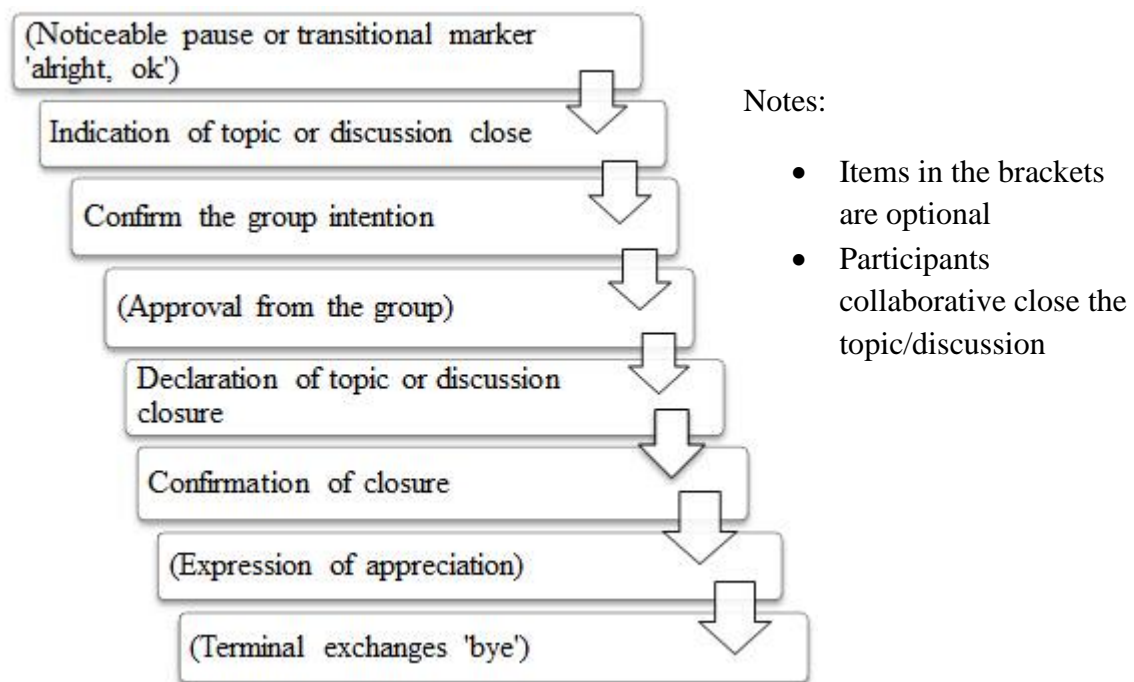 (Noticeable pause or transitional marker
'alright, ok')
Indication of topic or discussion close
Confirm the group intention
(Approval from the group)
Declaration of topic or discussion
closure
Confirmation of closure
(Expression of appreciation)
(Terminal exchanges 'bye')
Notes:
• Items in the brackets
are optional
• Participants
collaborative close the
topic/discussion